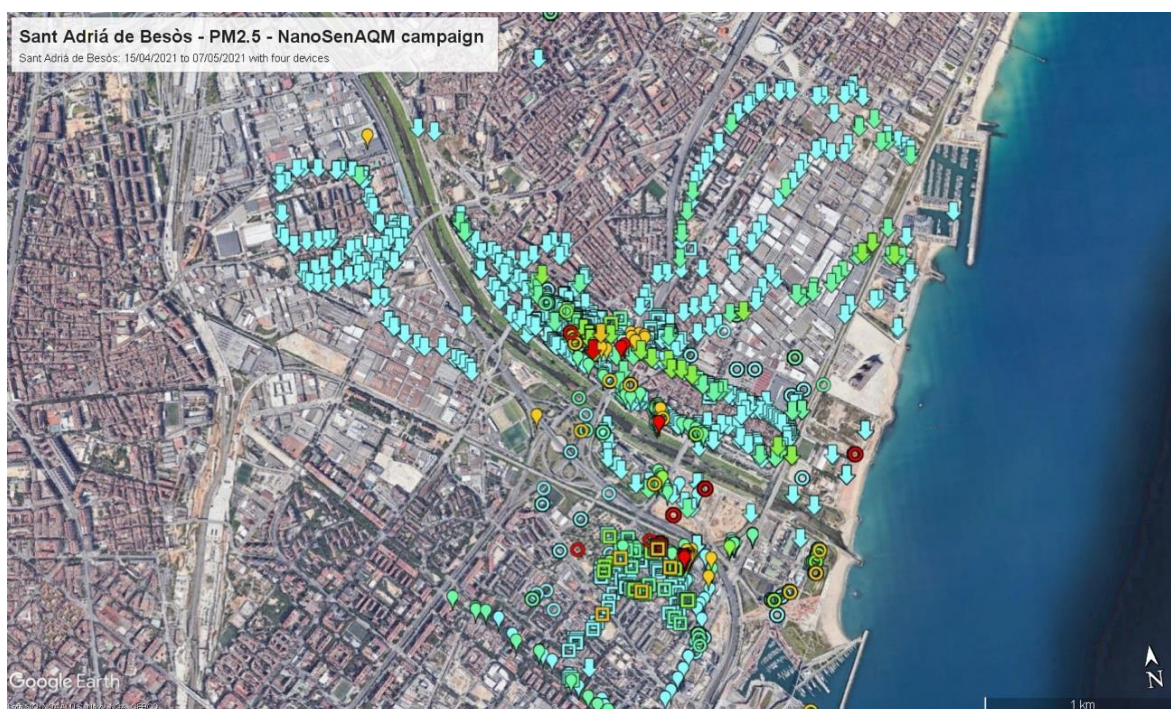 Sant Adriá de Besòs - PM2.5 - NanoSenAQM campaign
Sant Adriá de Besòs: 15/04/2021 to 07/05/2021 with four devices
Google Earth
N
1 km